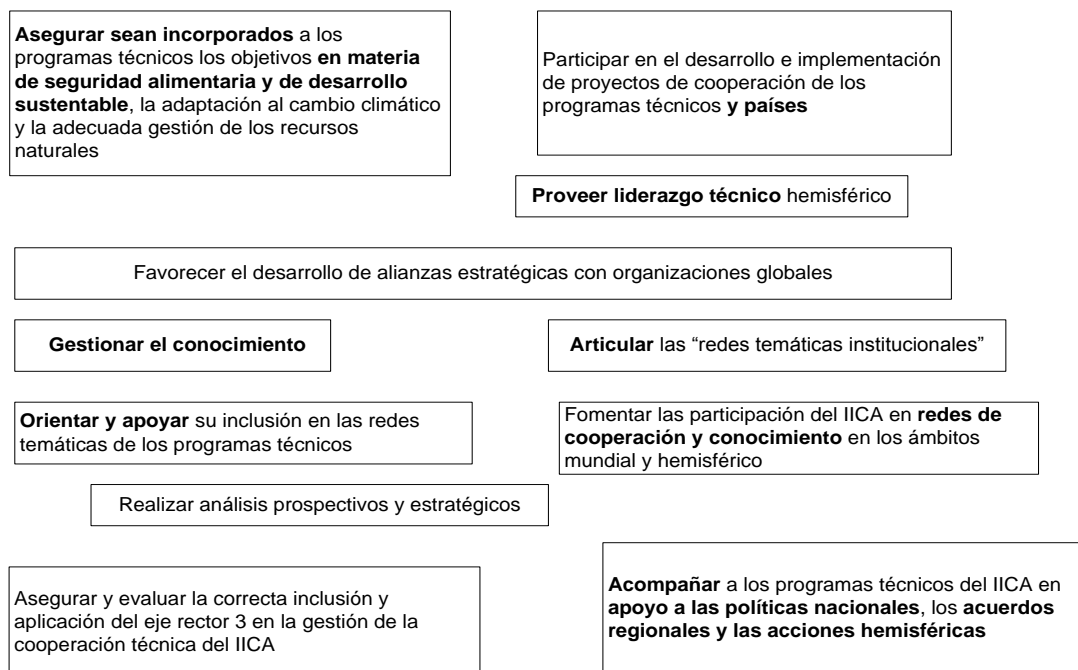 Asegurar sean incorporados a los
programas técnicos los objetivos en materia
de seguridad alimentaria y de desarrollo
sustentable, la adaptación al cambio climático
y la adecuada gestión de los recursos
naturales
Participar en el desarrollo e implementación
de proyectos de cooperación de los
programas técnicos y países
Proveer liderazgo técnico hemisférico
Favorecer el desarrollo de alianzas estratégicas con organizaciones globales
Gestionar el conocimiento
Articular las “redes temáticas institucionales”
Orientar y apoyar su inclusión en las redes
temáticas de los programas técnicos
Fomentar las participación del IICA en redes de
cooperación y conocimiento en los ámbitos
mundial y hemisférico
Realizar análisis prospectivos y estratégicos
Asegurar y evaluar la correcta inclusión y
aplicación del eje rector 3 en la gestión de la
cooperación técnica del IICA
Acompañar a los programas técnicos del IICA en
apoyo a las políticas nacionales, los acuerdos
regionales y las acciones hemisféricas